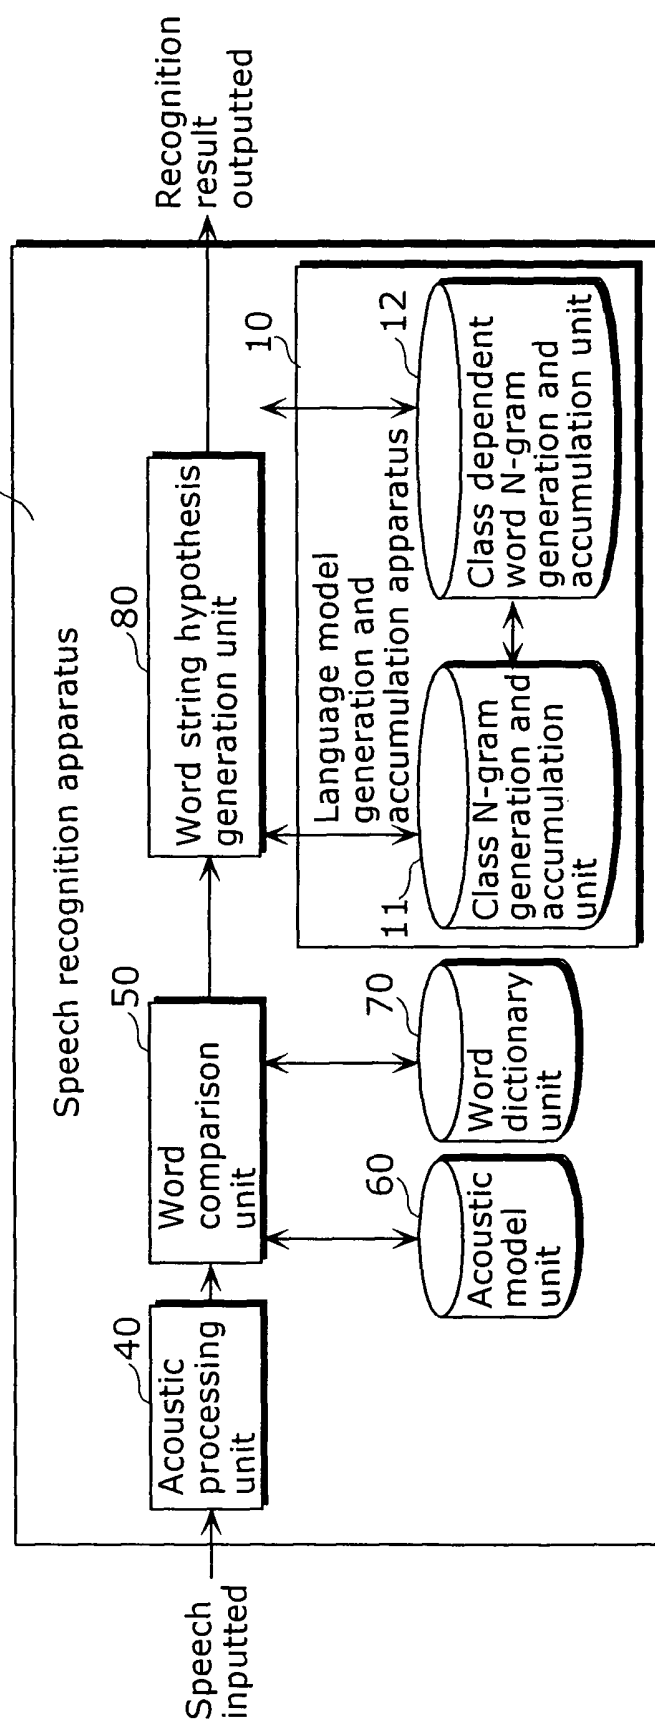 Speech recognition apparatus
Speech
inputted
40
Acoustic
processing
unit
50
Word
comparison
unit
80
Word string hypothesis
generation unit
Recognition
result
outputted
60
Acoustic
model
unit
70
Word
dictionary
unit
10
Language model
generation and
accumulation apparatus
11
Class N-gram
generation and
accumulation
unit
12
Class dependent
word N-gram
generation and
accumulation unit